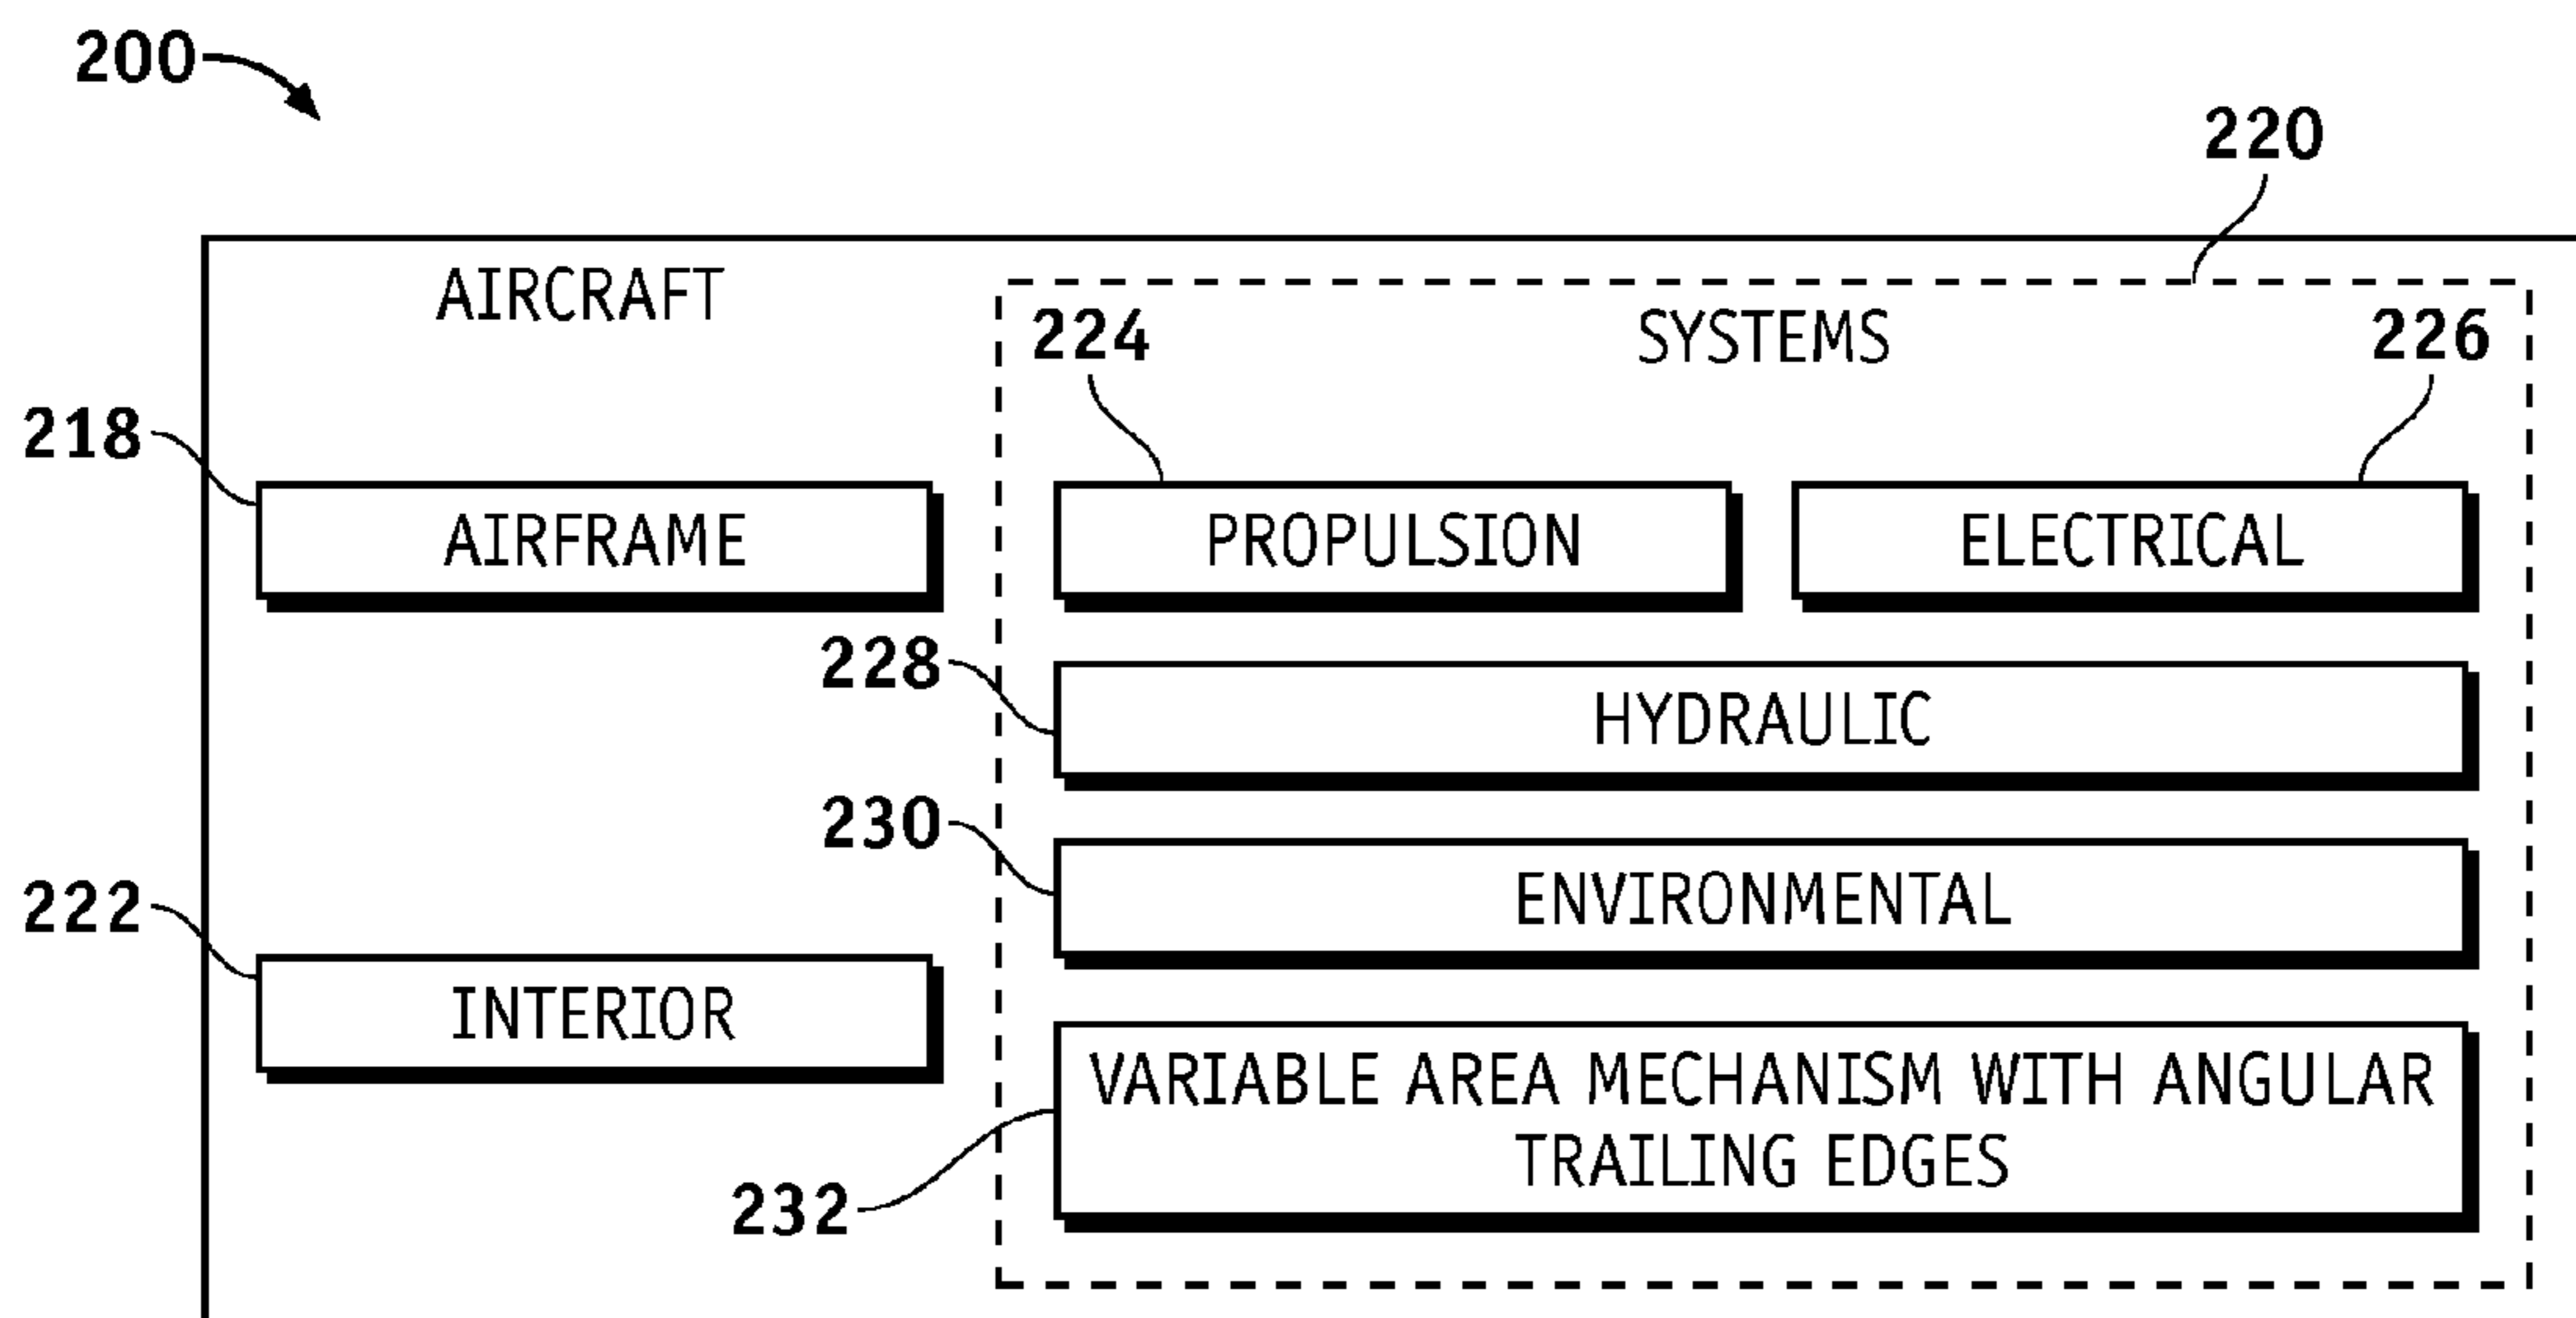 200
220
AIRCRAFT
SYSTEMS
224
226
218
AIRFRAME
PROPULSION
ELECTRICAL
228
HYDRAULIC
230
ENVIRONMENTAL
222
INTERIOR
VARIABLE AREA MECHANISM WITH ANGULAR
TRAILING EDGES
232